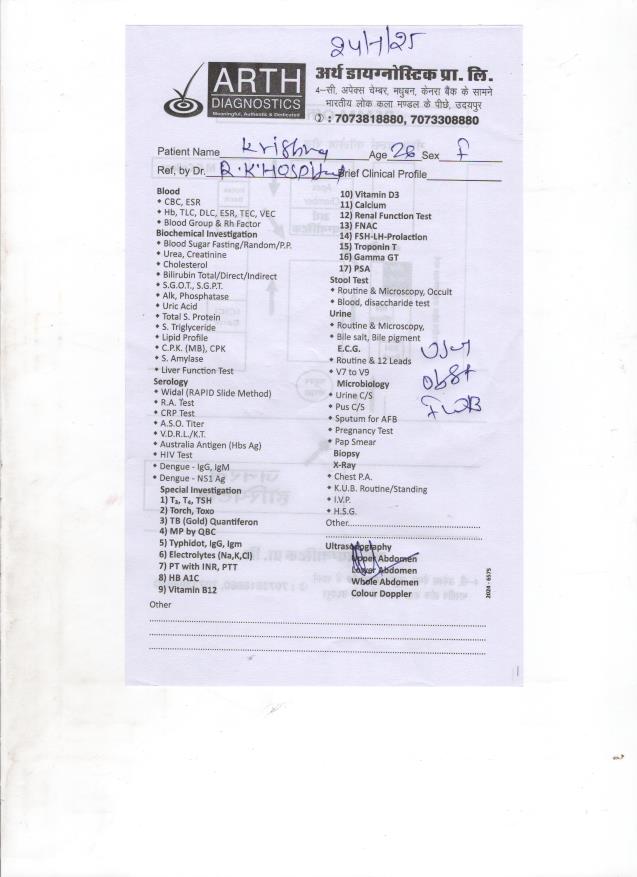 24/1/25
ARTH
DIAGNOSTICS
Meaningful, Authentic & Dedicated
अर्थ डायग्नोस्टिक प्रा. लि.
4–सी, अपेक्स चेम्बर, मधुबन, केनरा बैंक के सामने
भारतीय लोक कला मण्डल के पीछे, उदयपुर
: 7073818880, 7073308880
Patient Name Krishna Age 26 Sex F
Ref, by Dr. R.K HOSpital Brief Clinical Profile
Blood
CBC, ESR
Hb, TLC, DLC, ESR, TEC, VEC
Blood Group & Rh Factor
Biochemical Investigation
Blood Sugar Fasting/Random/P.P.
Urea, Creatinine
Cholesterol
Bilirubin Total/Direct/Indirect
S.G.O.T., S.G.P.T.
Alk, Phosphatase
Uric Acid
Total S. Protein
S. Triglyceride
Lipid Profile
C.P.K. (MB), CPK
S. Amylase
Liver Function Test
Serology
Widal (RAPID Slide Method)
R.A. Test
CRP Test
A.S.O. Titer
V.D.R.L./K.T.
Australia Antigen (Hbs Ag)
HIV Test
Dengue - IgG, IgM
Dengue - NS1 Ag
Special Investigation
1) T₃, T₄, TSH
2) Torch, Toxo
3) TB (Gold) Quantiferon
4) MP by QBC
5) Typhidot, IgG, Igm
6) Electrolytes (Na,K,Cl)
7) PT with INR, PTT
8) HB A1C
9) Vitamin B12
Other
10) Vitamin D3
11) Calcium
12) Renal Function Test
13) FNAC
14) FSH-LH-Prolaction
15) Troponin T
16) Gamma GT
17) PSA
Stool Test
Routine & Microscopy, Occult
Blood, disaccharide test
Urine
Routine & Microscopy,
Bile salt, Bile pigment
E.C.G.
Routine & 12 Leads
V7 to V9
Microbiology
Urine C/S
Pus C/S
Sputum for AFB
Pregnancy Test
Pap Smear
Biopsy
X-Ray
Chest P.A.
K.U.B. Routine/Standing
I.V.P.
H.S.G.
Other
Ultrasonography
Upper Abdomen
Lower Abdomen
Whole Abdomen
Colour Doppler
USG
obst
FWB
2024 - 6575